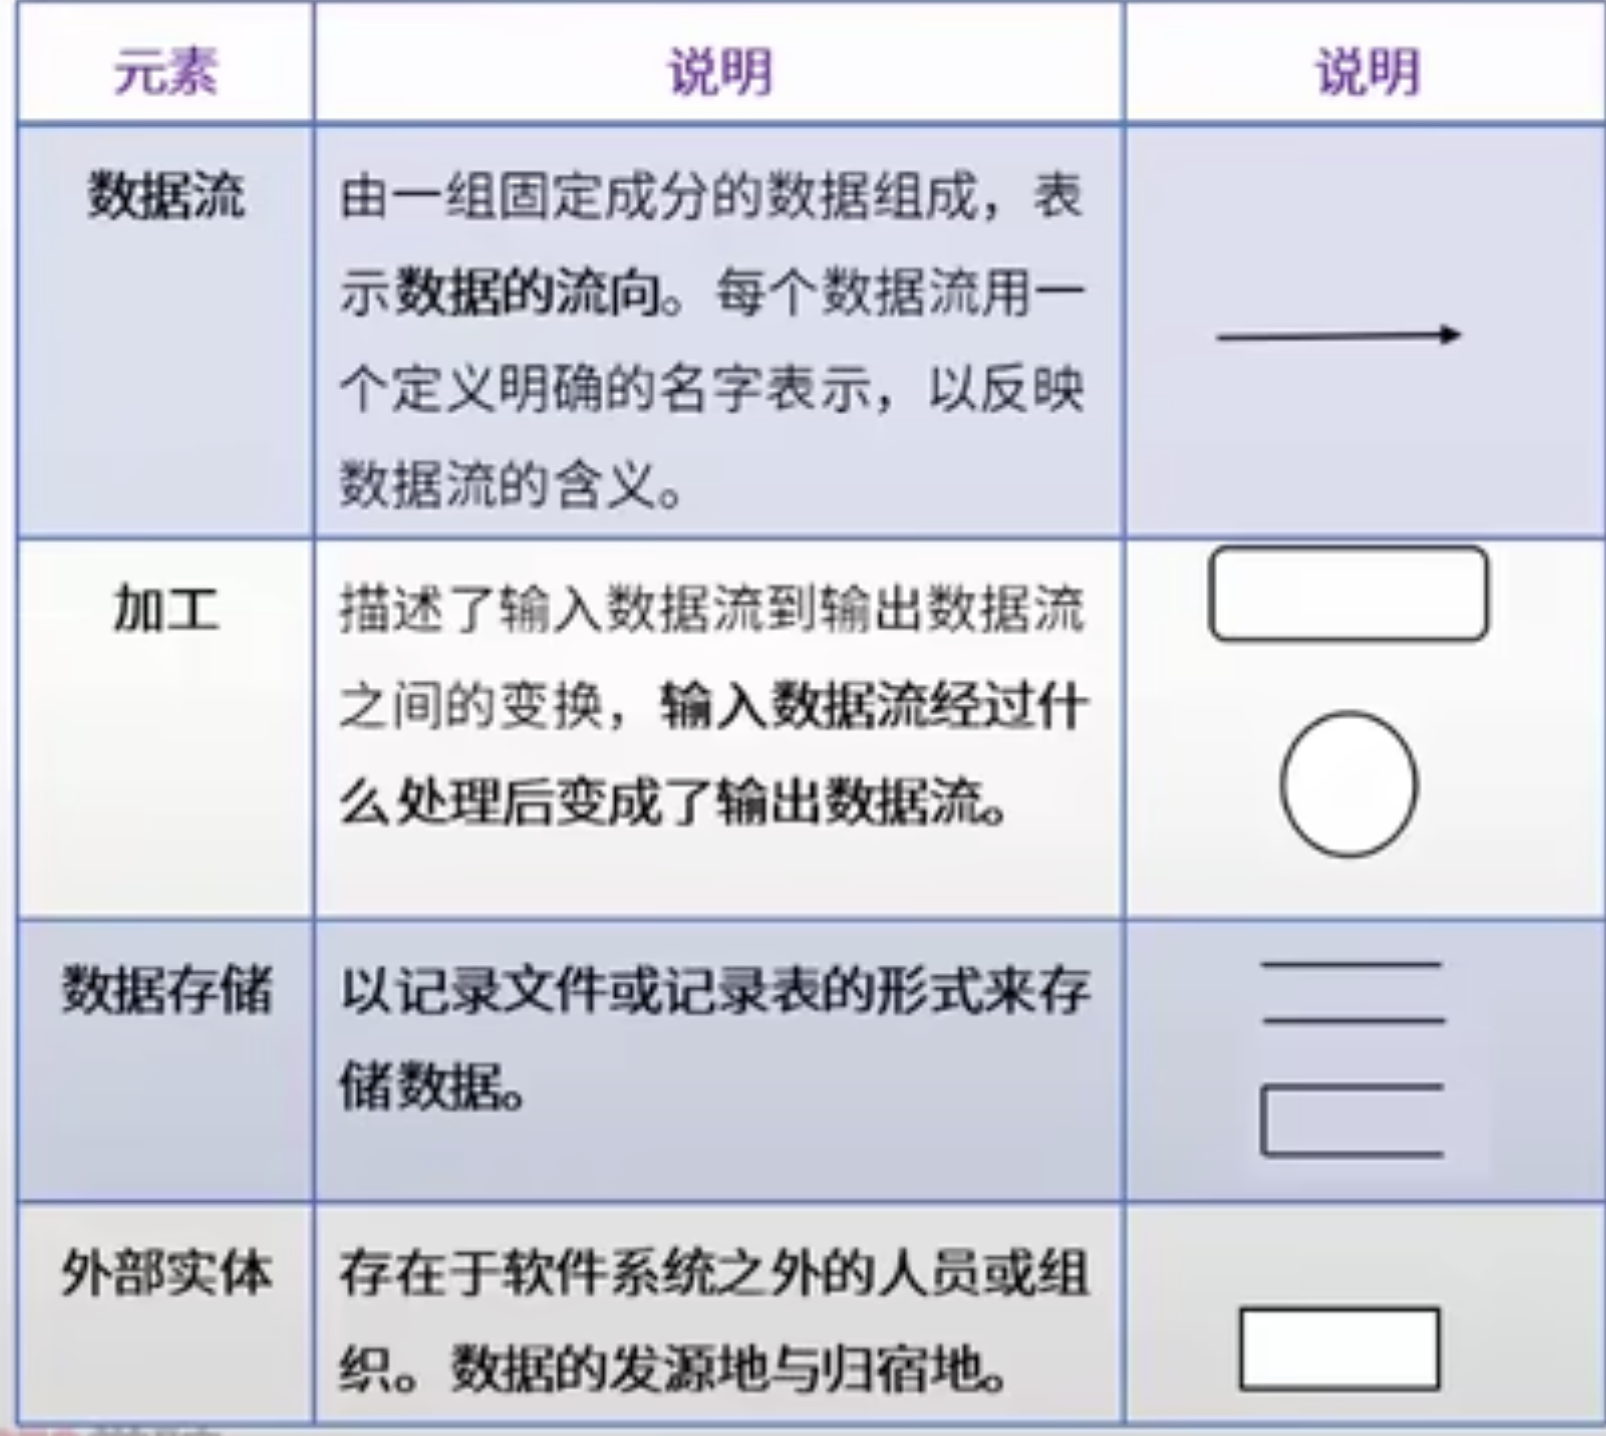 元素 说明 说明
数据流 由一组固定成分的数据组成，表
示数据的流向。每个数据流用一
个定义明确的名字表示，以反映
数据流的含义。
加工 描述了输入数据流到输出数据流
之间的变换，输入数据流经过什
么处理后变成了输出数据流。
数据存储 以记录文件或记录表的形式来存
储数据。
外部实体 存在于软件系统之外的人员或组
织。数据的发源地与归宿地。